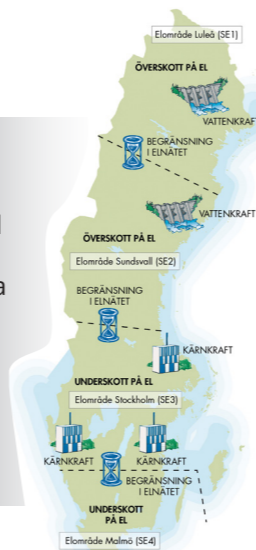 Elområde Luleå (SE1)
ÖVERSKOTT PÅ EL
VATTENKRAFT
BEGRÄNSNING
I ELNÄTET
VATTENKRAFT
ÖVERSKOTT PÅ EL
Elområde Sundsvall (SE2)
BEGRÄNSNING
I ELNÄTET
KÄRNKRAFT
UNDERSKOTT PÅ EL
Elområde Stockholm (SE3)
KÄRNKRAFT
KÄRNKRAFT
BEGRÄNSNING
I ELNÄTET
UNDERSKOTT
PÅ EL
Elområde Malmö (SE4)